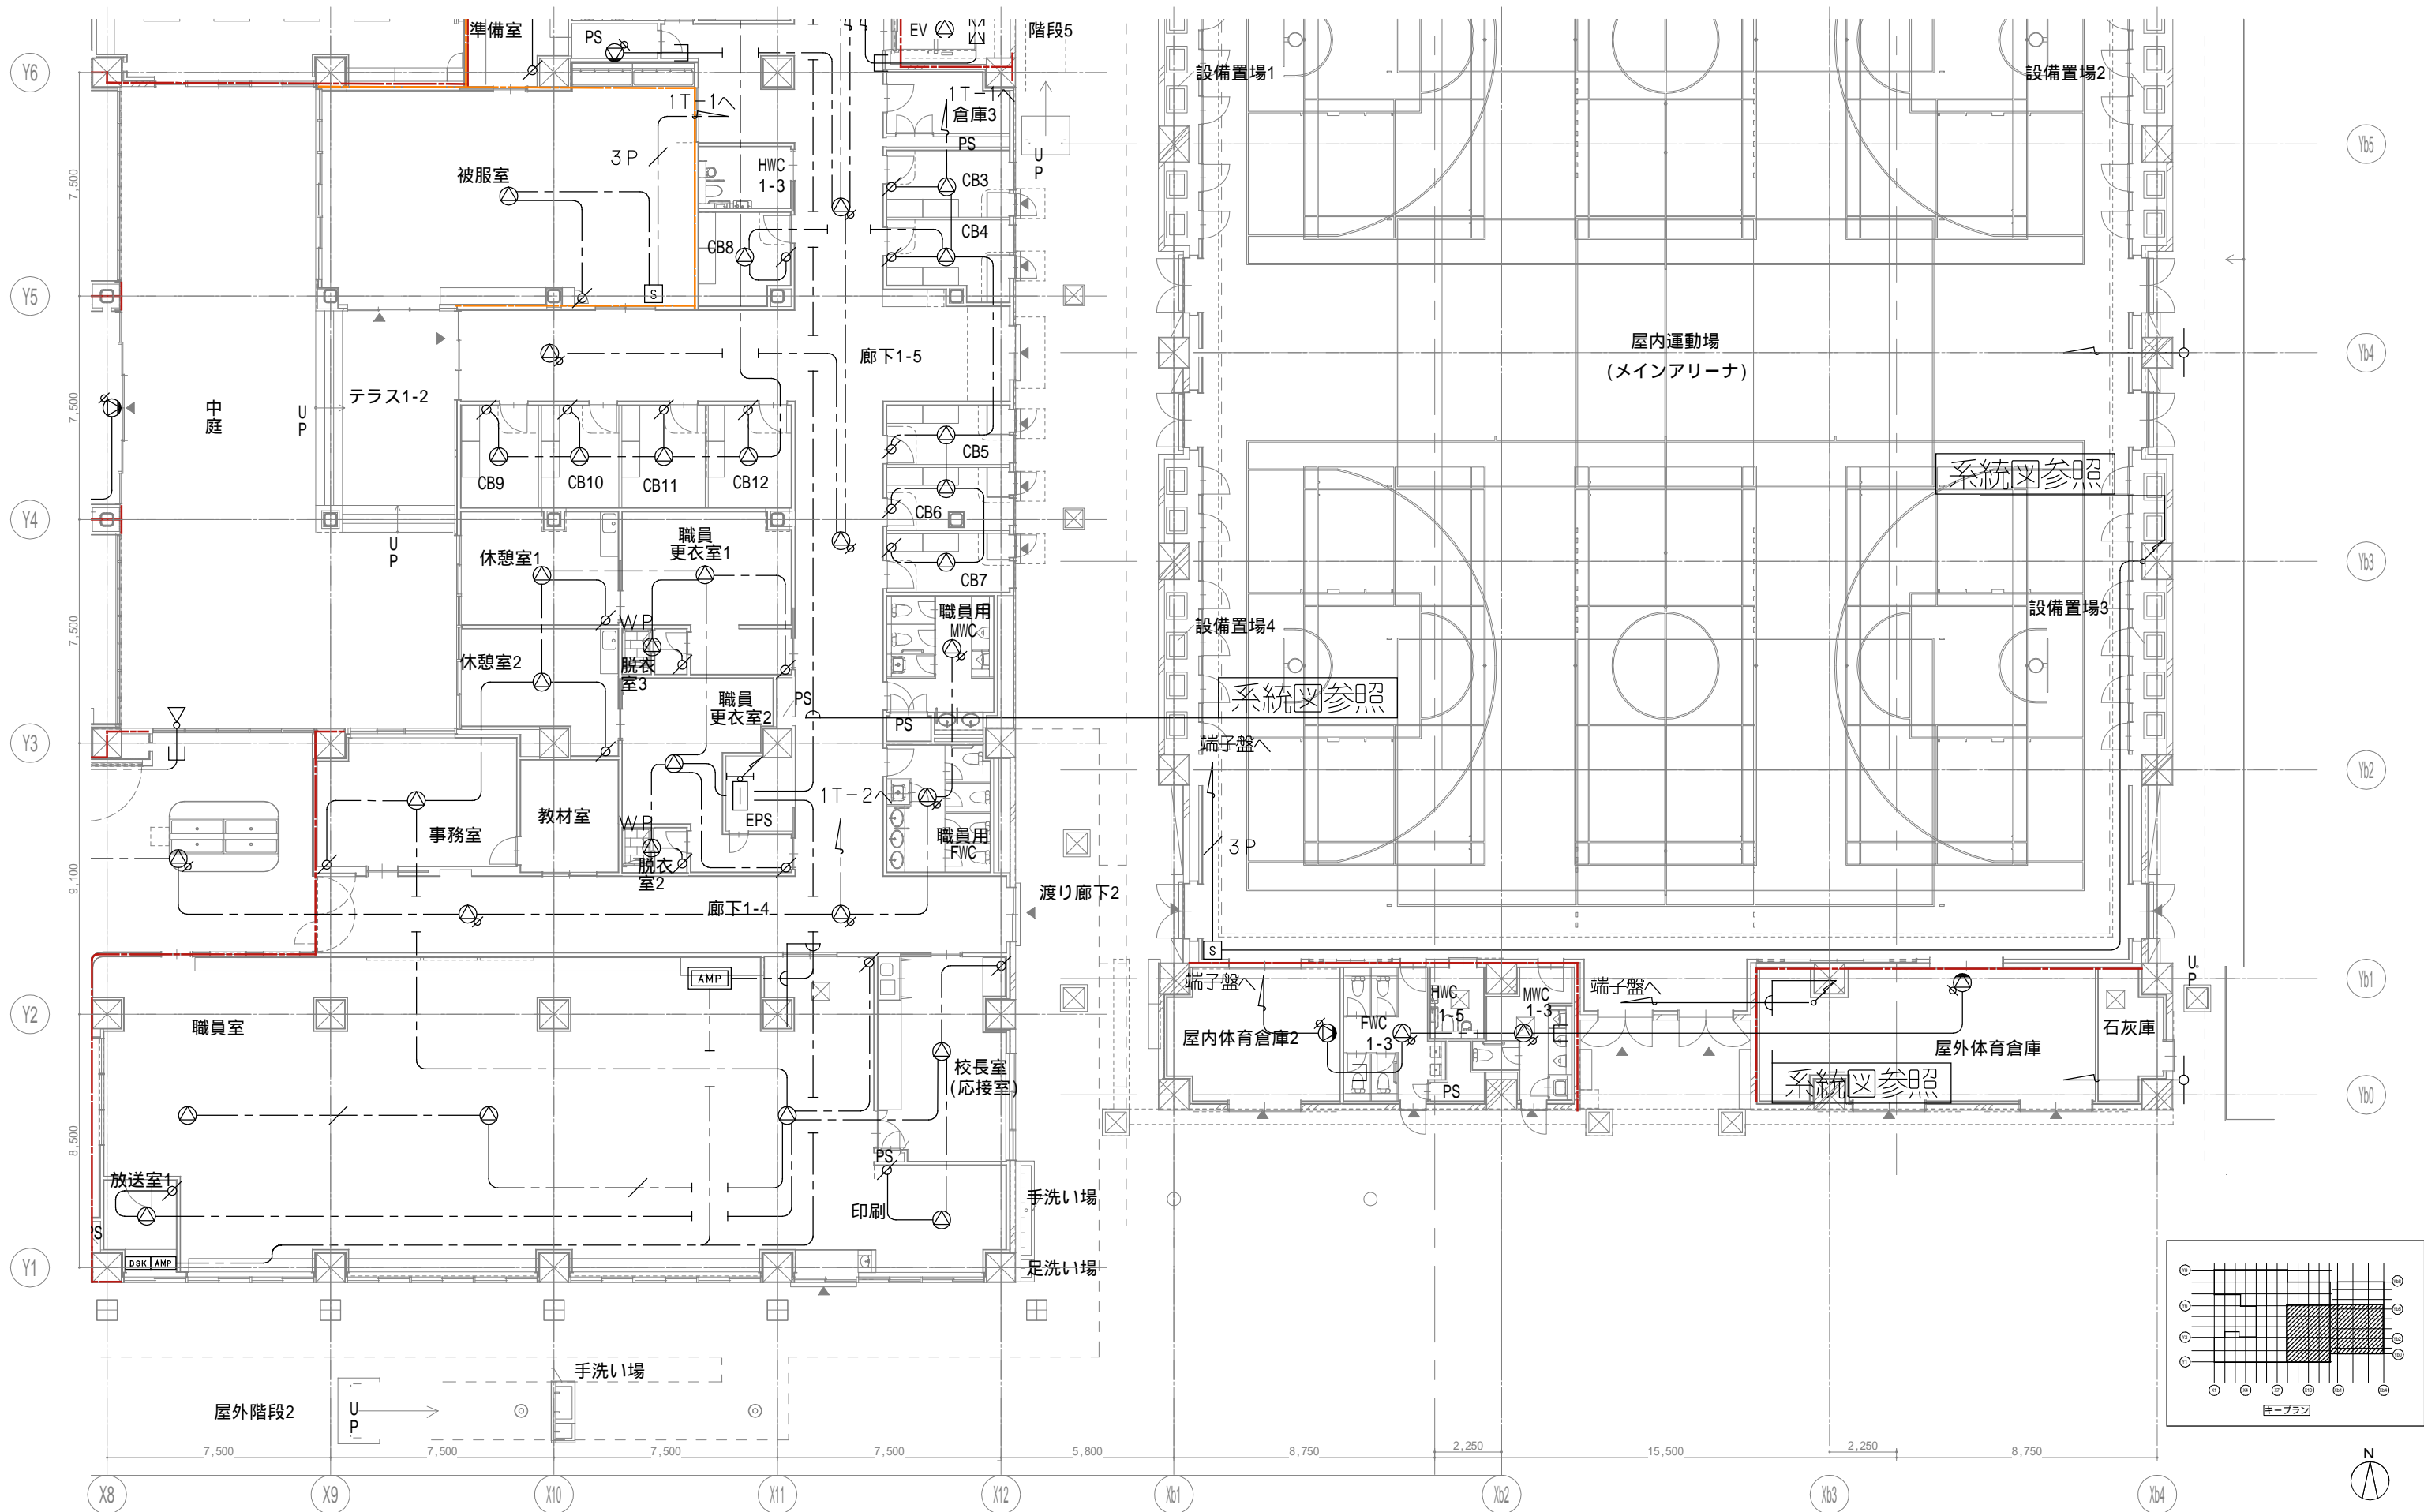 準備室
PS
EV
階段5
Y6
設備置場1
設備置場2
1T-1へ
1T-1へ
倉庫3
PS
Yb5
UP
3P
HWC
1-3
CB3
被服室
7,500
CB4
CB8
Y5
S
屋内運動場
(メインアリーナ)
Yb4
廊下1-5
テラス1-2
中庭
UP
7,500
CB5
系統図参照
CB9
CB10
CB11
CB12
Y4
CB6
職員
更衣室1
UP
休憩室1
Yb3
CB7
職員用
MWC
設備置場3
7,500
WP
設備置場4
休憩室2
脱衣
室3
職員
更衣室2
PS
系統図参照
PS
Y3
端子盤へ
Yb2
1T-2へ
教材室
事務室
WP
EPS
職員用
FWC
3P
脱衣
室2
9,100
渡り廊下2
廊下1-4
S
UP
AMP
端子盤へ
HWC
1-5
MWC
1-3
端子盤へ
Yb1
Y2
職員室
屋内体育倉庫2
FWC
1-3
屋外体育倉庫
石灰庫
校長室
(応接室)
系統図参照
PS
Yb0
8,500
PS
放送室1
手洗い場
印刷
S
DSK
AMP
Y1
足洗い場
Y9
Yb6
Y6
Yb5
Y3
Yb2
Y1
Yb0
X1
X4
X7
X10
Xb1
Xb4
キープラン
手洗い場
屋外階段2
UP
7,500
7,500
7,500
7,500
5,800
8,750
2,250
15,500
2,250
8,750
N
X8
X9
X10
X11
X12
Xb1
Xb2
Xb3
Xb4